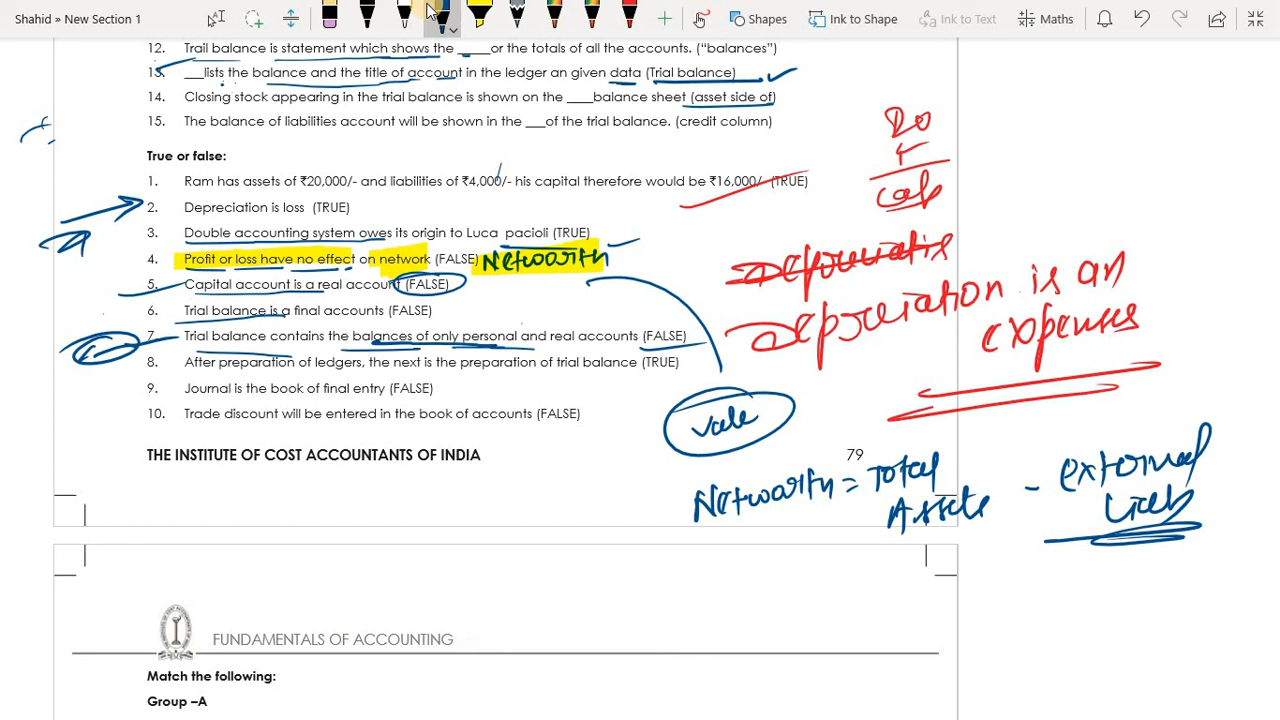 Shahid » New Section 1
Shapes
Ink to Shape
Ink to Text
Maths
12. Trail balance is statement which shows the _____or the totals of all the accounts. (“balances”)
13. ___lists the balance and the title of account in the ledger an given data (Trial balance)
14. Closing stock appearing in the trial balance is shown on the ____balance sheet (asset side of)
15. The balance of liabilities account will be shown in the ___of the trial balance. (credit column)
20
4
True or false:
1. Ram has assets of ₹20,000/- and liabilities of ₹4,000/- his capital therefore would be ₹16,000/- (TRUE)
2. Depreciation is loss (TRUE)
3. Double accounting system owes its origin to Luca pacioli (TRUE)
4. Profit or loss have no effect on network (FALSE) Networth
5. Capital account is a real account (FALSE)
6. Trial balance is a final accounts (FALSE)
7. Trial balance contains the balances of only personal and real accounts (FALSE)
8. After preparation of ledgers, the next is the preparation of trial balance (TRUE)
9. Journal is the book of final entry (FALSE)
10. Trade discount will be entered in the book of accounts (FALSE)
Depreciation is an
expenses
THE INSTITUTE OF COST ACCOUNTANTS OF INDIA 79
Networth = Total
Assets - external
Liab
FUNDAMENTALS OF ACCOUNTING
Match the following:
Group –A